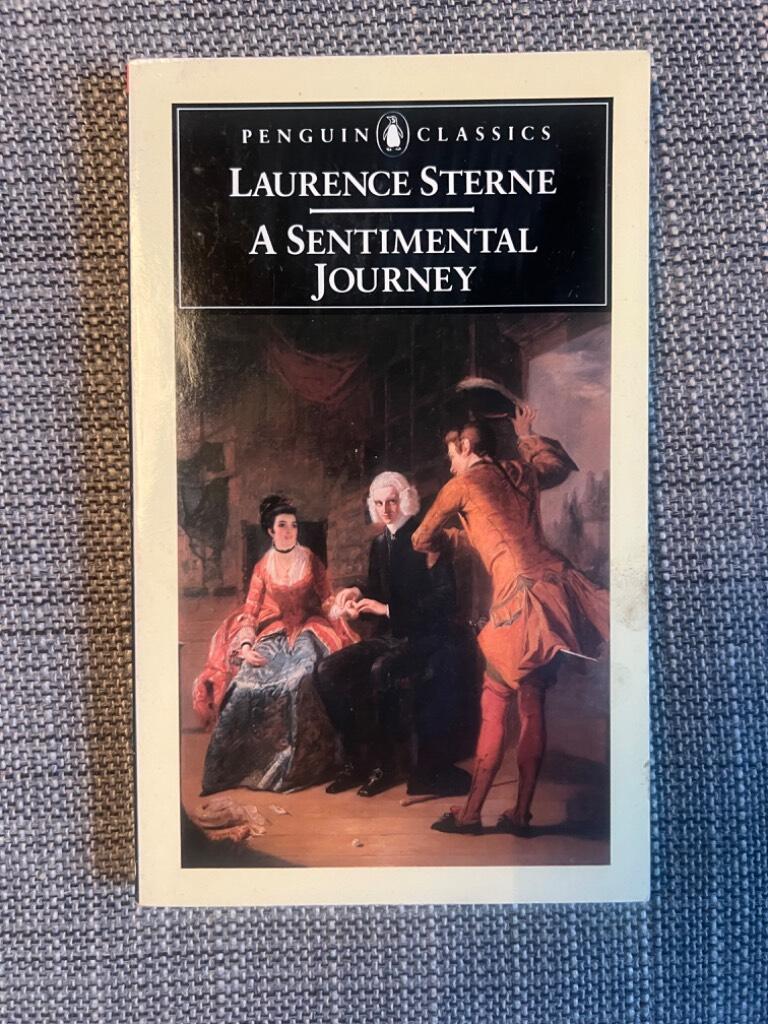 PENGUIN CLASSICS
LAURENCE STERNE
A SENTIMENTAL
JOURNEY